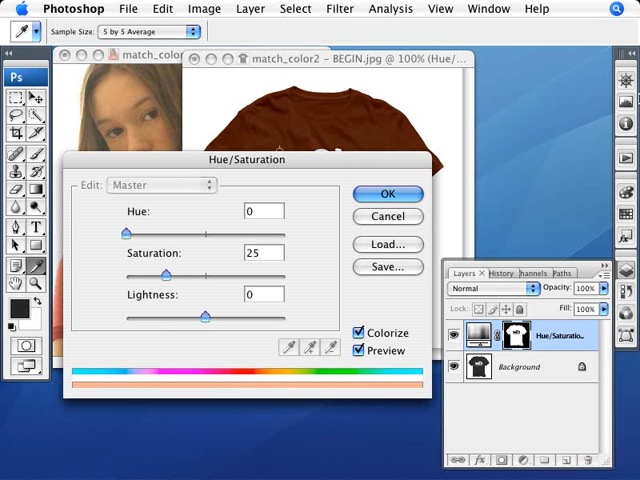 Photoshop File Edit Image Layer Select Filter Analysis View Window Help
Sample Size: 5 by 5 Average
match_color
match_color2 - BEGIN.jpg @ 100% (Hue/
Ps
Hue/Saturation
Edit: Master
Hue: 0
Saturation: 25
Lightness: 0
OK
Cancel
Load...
Save...
Colorize
Preview
Layers × History hannels Paths
Normal Opacity: 100%
Lock: Fill: 100%
Hue/Saturatio...
Background